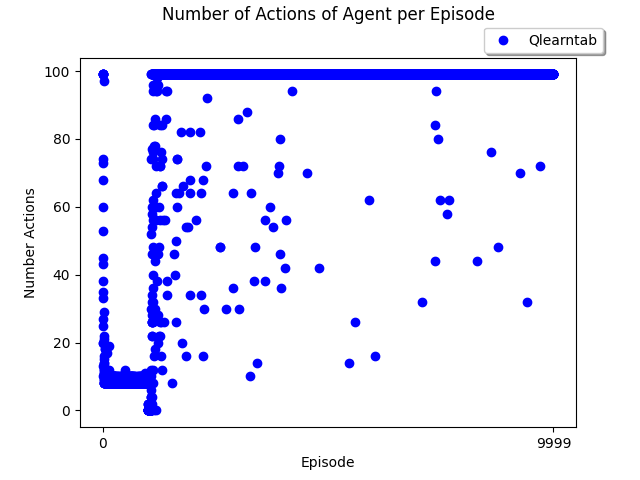 Number of Actions of Agent per Episode
Qlearntab
100
80
60
40
20
0
Number Actions
0
9999
Episode